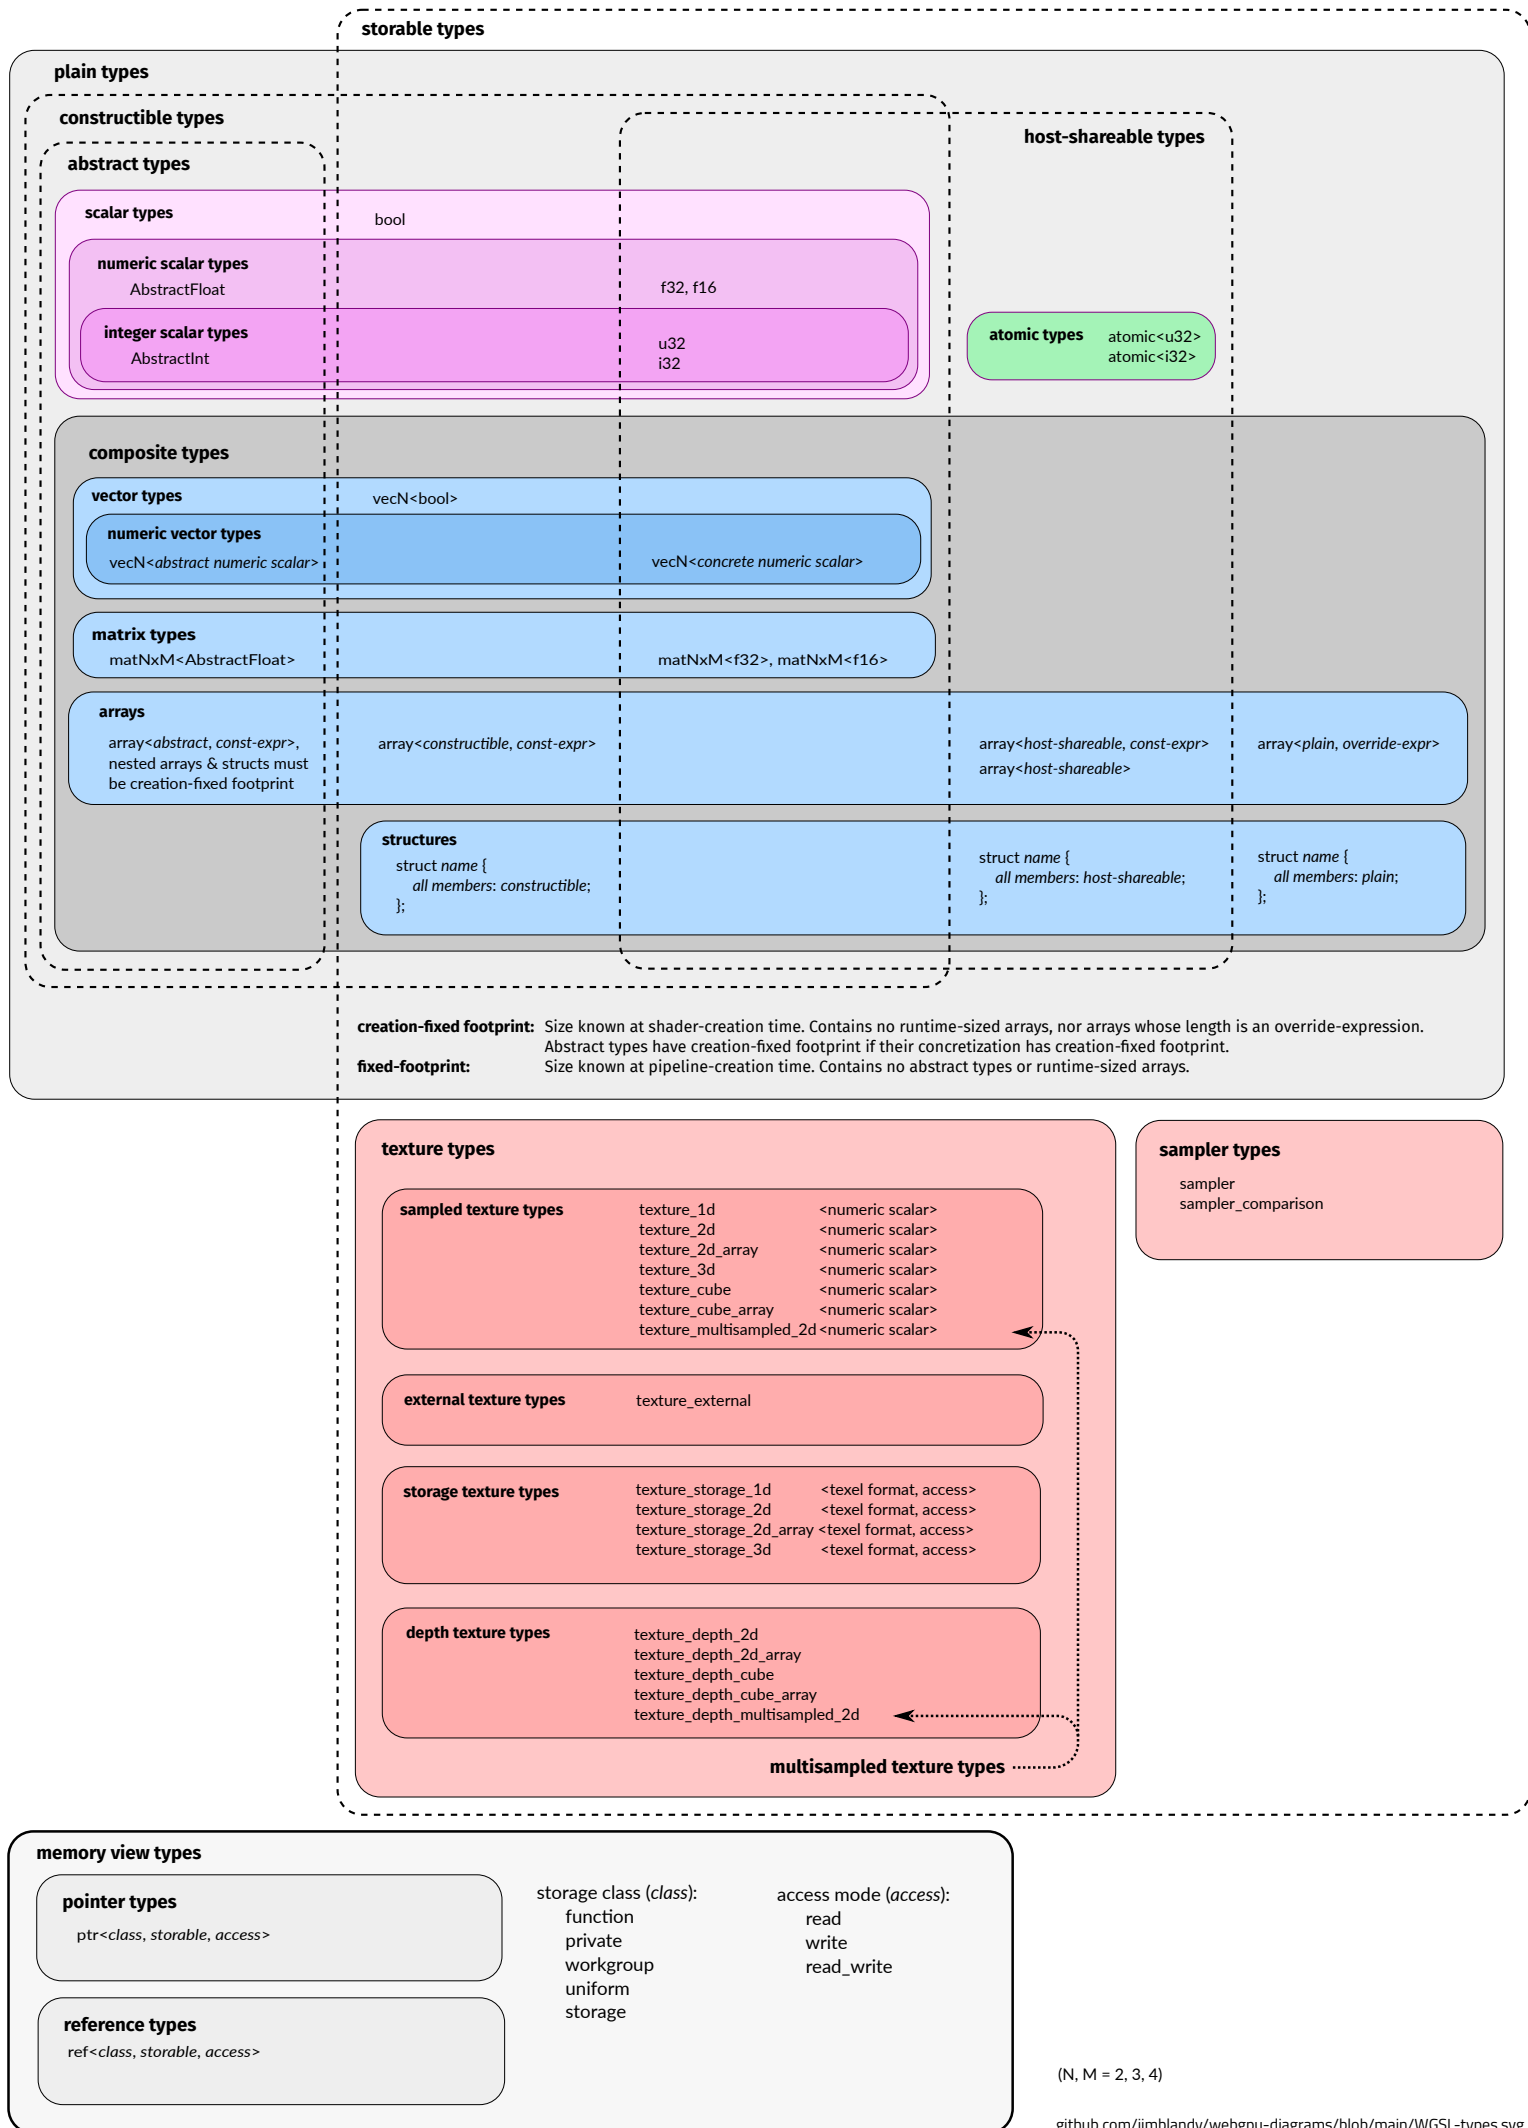 storable types
plain types
constructible types
host-shareable types
abstract types
scalar types
bool
numeric scalar types
AbstractFloat
f32, f16
integer scalar types
AbstractInt
u32
i32
atomic types
atomic<u32>
atomic<i32>
composite types
vector types
vecN<bool>
numeric vector types
vecN<abstract numeric scalar>
vecN<concrete numeric scalar>
matrix types
matNxM<AbstractFloat>
matNxM<f32>, matNxM<f16>
arrays
array<abstract, const-expr>,
nested arrays & structs must
be creation-fixed footprint
array<constructible, const-expr>
array<host-shareable, const-expr>
array<host-shareable>
array<plain, override-expr>
structures
struct name {
all members: constructible;
};
struct name {
all members: host-shareable;
};
struct name {
all members: plain;
};
creation-fixed footprint: Size known at shader-creation time. Contains no runtime-sized arrays, nor arrays whose length is an override-expression.
Abstract types have creation-fixed footprint if their concretization has creation-fixed footprint.
fixed-footprint: Size known at pipeline-creation time. Contains no abstract types or runtime-sized arrays.
texture types
sampled texture types
texture_1d <numeric scalar>
texture_2d <numeric scalar>
texture_2d_array <numeric scalar>
texture_3d <numeric scalar>
texture_cube <numeric scalar>
texture_cube_array <numeric scalar>
texture_multisampled_2d <numeric scalar>
external texture types
texture_external
storage texture types
texture_storage_1d <texel format, access>
texture_storage_2d <texel format, access>
texture_storage_2d_array <texel format, access>
texture_storage_3d <texel format, access>
depth texture types
texture_depth_2d
texture_depth_2d_array
texture_depth_cube
texture_depth_cube_array
texture_depth_multisampled_2d
multisampled texture types
sampler types
sampler
sampler_comparison
memory view types
pointer types
ptr<class, storable, access>
reference types
ref<class, storable, access>
storage class (class):
function
private
workgroup
uniform
storage
access mode (access):
read
write
read_write
(N, M = 2, 3, 4)
github.com/jimblandy/webgpu-diagrams/blob/main/WGSL-types.svg